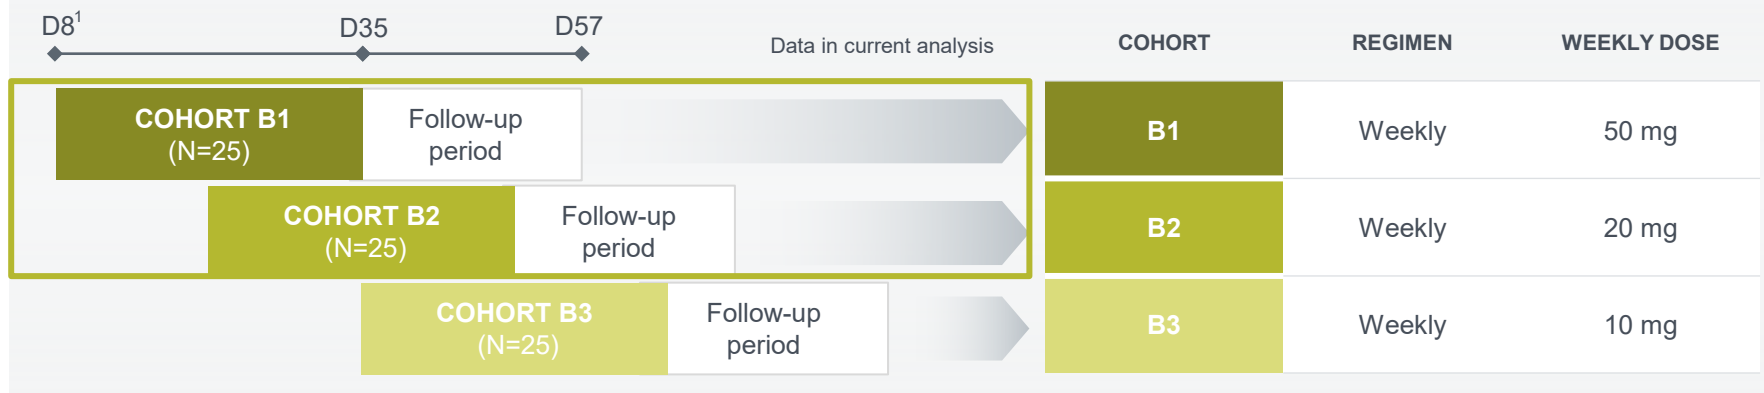 D8¹ D35 D57 Data in current analysis COHORT REGIMEN WEEKLY DOSE
COHORT B1
(N=25)
Follow-up
period
B1 Weekly 50 mg
COHORT B2
(N=25)
Follow-up
period
B2 Weekly 20 mg
COHORT B3
(N=25)
Follow-up
period
B3 Weekly 10 mg